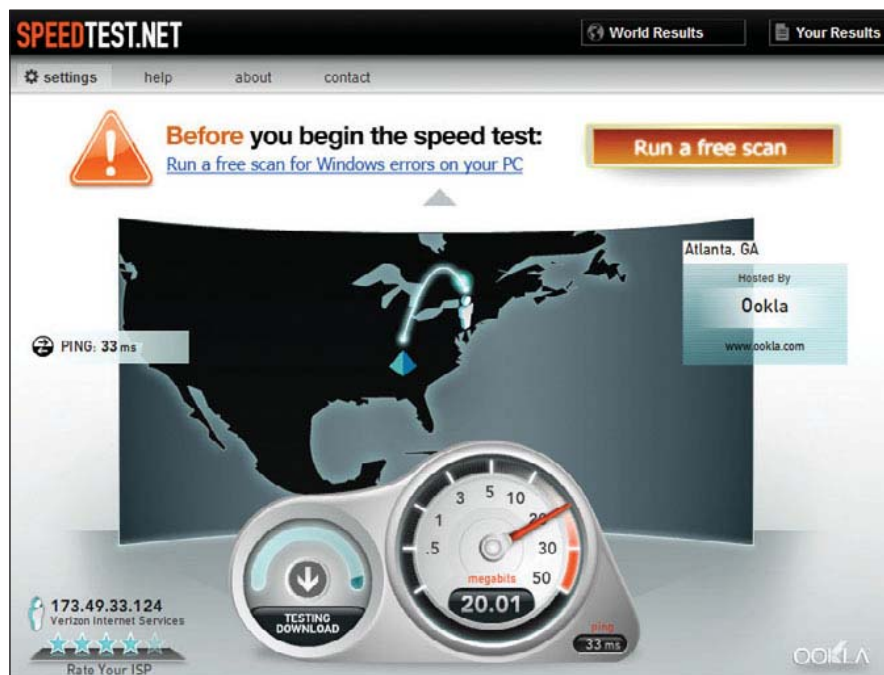 SPEEDTEST.NET
World Results
Your Results
settings
help
about
contact
Before you begin the speed test:
Run a free scan for Windows errors on your PC
Run a free scan
Atlanta, GA
Hosted By
Ookla
www.ookla.com
PING: 33 ms
.5
1
3
5
10
20
30
50
megabits
20.01
TESTING
DOWNLOAD
ping
33 ms
173.49.33.124
Verizon Internet Services
Rate Your ISP
OOKLA